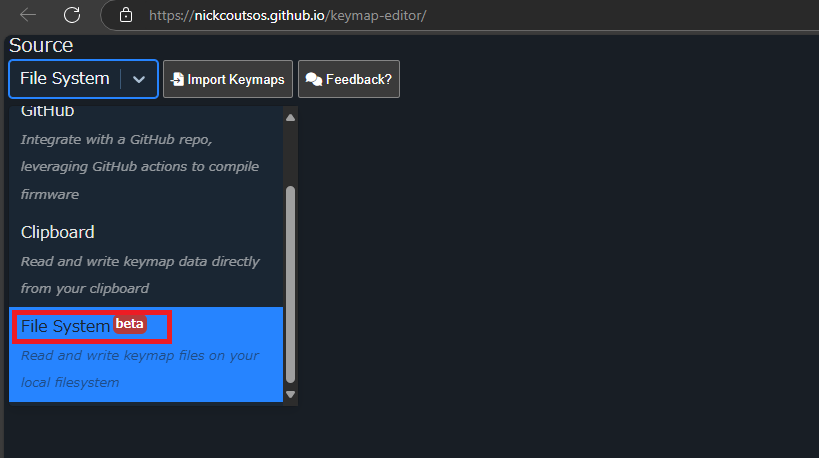 https://nickcoutsos.github.io/keymap-editor/
Source
File System
Import Keymaps
Feedback?
GitHub
Integrate with a GitHub repo,
leveraging GitHub actions to compile
firmware
Clipboard
Read and write keymap data directly
from your clipboard
File System beta
Read and write keymap files on your
local filesystem